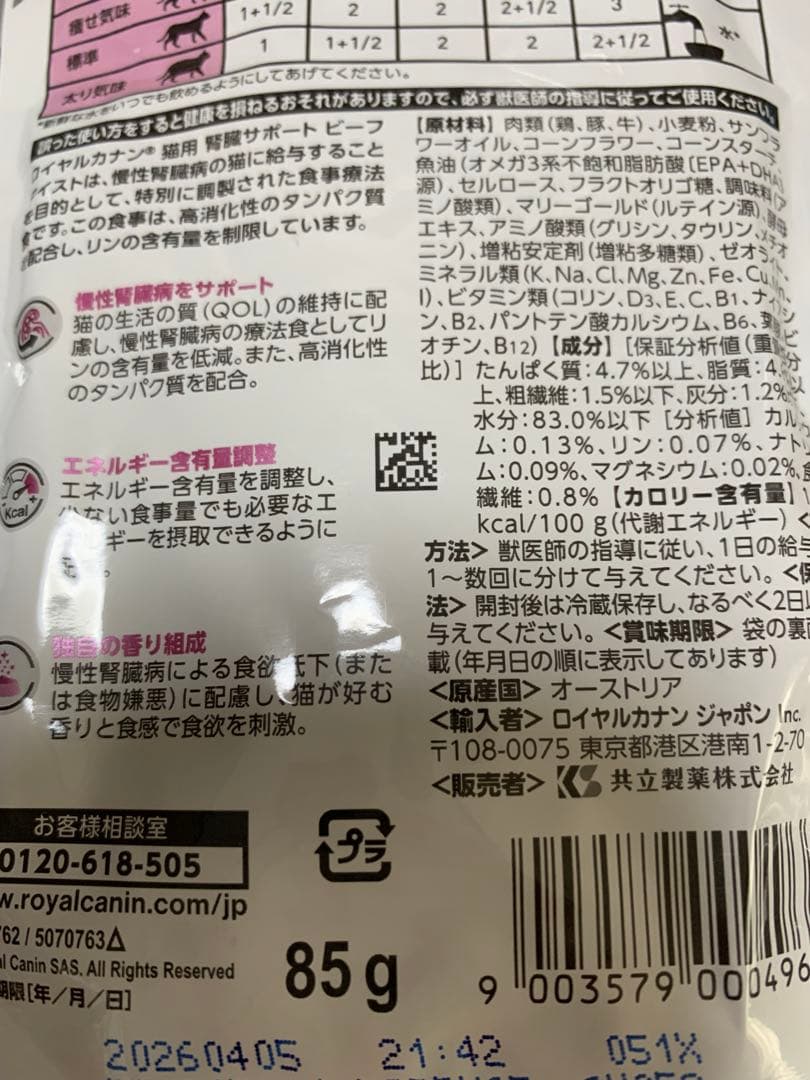 痩せ気味 1+1/2 2 2 2+1/2 3
標準 1 1+1/2 2 2 2+1/2 水*
太り気味
*新鮮な水をいつでも飲めるようにしてあげてください。
誤った使い方をすると健康を損ねるおそれがありますので、必ず獣医師の指導に従ってご使用ください。
ロイヤルカナン® 猫用 腎臓サポート ビーフ
テイストは、慢性腎臓病の猫に給与すること
を目的として、特別に調製された食事療法
食です。この食事は、高消化性のタンパク質
を配合し、リンの含有量を制限しています。
慢性腎臓病をサポート
猫の生活の質(QOL)の維持に配
慮し、慢性腎臓病の療法食としてリ
ンの含有量を低減。また、高消化性
のタンパク質を配合。
エネルギー含有量調整
エネルギー含有量を調整し、
少ない食事量でも必要なエ
ギーを摂取できるように
。
Kcal
独自の香り組成
慢性腎臓病による食欲低下(また
は食物嫌悪)に配慮し、猫が好む
香りと食感で食欲を刺激。
【原材料】肉類(鶏、豚、牛)、小麦粉、サンフラ
ワーオイル、コーンフラワー、コーンスターチ、
魚油(オメガ3系不飽和脂肪酸[EPA+DHA]
源)、セルロース、フラクトオリゴ糖、調味料(ア
ミノ酸類)、マリーゴールド(ルテイン源)、酵母
エキス、アミノ酸類(グリシン、タウリン、メチオ
ニン)、増粘安定剤(増粘多糖類)、ゼオライト、
ミネラル類(K、Na、Cl、Mg、Zn、Fe、Cu、Mn、
I)、ビタミン類(コリン、D3、E、C、B1、ナイアシ
ン、B2、パントテン酸カルシウム、B6、葉酸、ビ
オチン、B12)【成分】[保証分析値(重量百分
比)]たんぱく質:4.7%以上、脂質:4.
上、粗繊維:1.5%以下、灰分:1.2%
水分:83.0%以下[分析値]カルシ
ム:0.13%、リン:0.07%、ナト
ム:0.09%、マグネシウム:0.02%、食
繊維:0.8%【カロリー含有量】1
kcal/100 g(代謝エネルギー)<
方法> 獣医師の指導に従い、1日の給与
1〜数回に分けて与えてください。<保
法> 開封後は冷蔵保存し、なるべく2日以
与えてください。<賞味期限> 袋の裏面
載(年月日の順に表示してあります)
<原産国> オーストリア
<輸入者> ロイヤルカナン ジャポン Inc.
〒108-0075 東京都港区港南1-2-70
<販売者> KS 共立製薬株式会社
お客様相談室
0120-618-505
w.royalcanin.com/jp
762 / 5070763△
al Canin SAS. All Rights Reserved
期限[年/月/日]
プラ
85g
9 003579 000496
20260405 21:42 051X